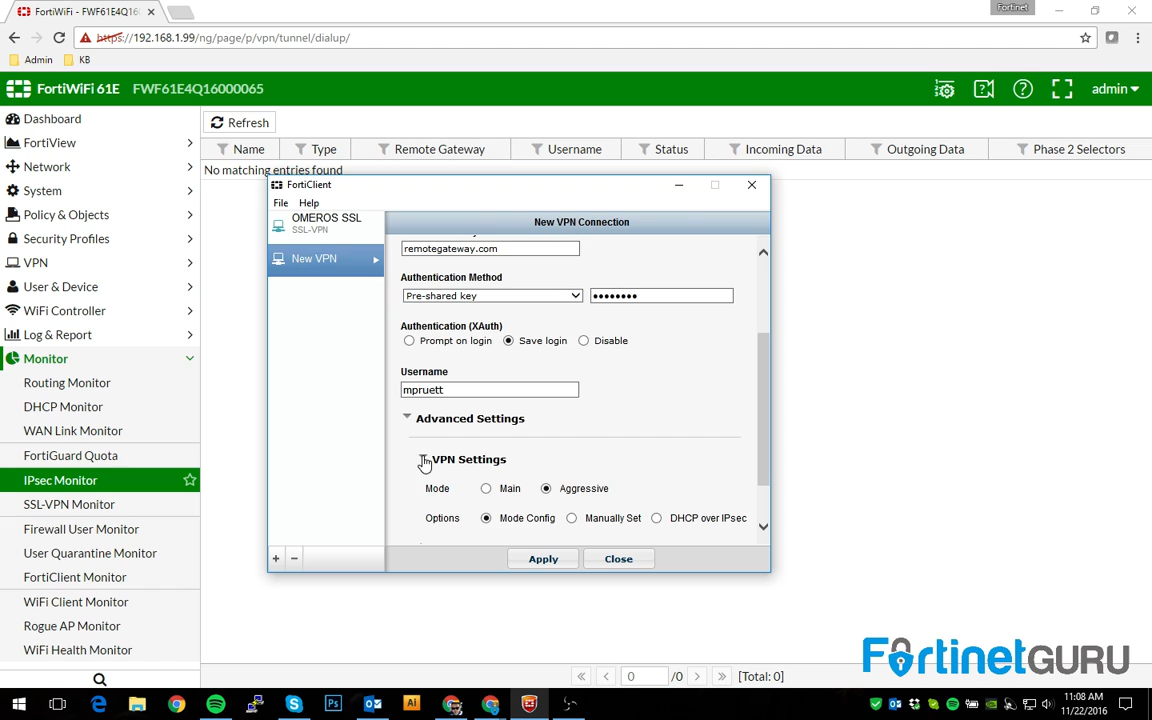 FortiWiFi - FWF61E4Q16
Fortinet
https://192.168.1.99/ng/page/p/vpn/tunnel/dialup/
Admin KB
FortiWiFi 61E FWF61E4Q16000065
admin
Dashboard
FortiView
Network
System
Policy & Objects
Security Profiles
VPN
User & Device
WiFi Controller
Log & Report
Monitor
Routing Monitor
DHCP Monitor
WAN Link Monitor
FortiGuard Quota
IPsec Monitor
SSL-VPN Monitor
Firewall User Monitor
User Quarantine Monitor
FortiClient Monitor
WiFi Client Monitor
Rogue AP Monitor
WiFi Health Monitor
Refresh
Name Type Remote Gateway Username Status Incoming Data Outgoing Data Phase 2 Selectors
No matching entries found
FortiClient
File Help
OMEROS SSL
SSL-VPN
New VPN
New VPN Connection
remotegateway.com
Authentication Method
Pre-shared key ••••••••
Authentication (XAuth)
Prompt on login Save login Disable
Username
mpruett
Advanced Settings
VPN Settings
Mode Main Aggressive
Options Mode Config Manually Set DHCP over IPsec
+ -
Apply Close
0 /0 [Total: 0]
FortinetGURU
11:08 AM
11/22/2016